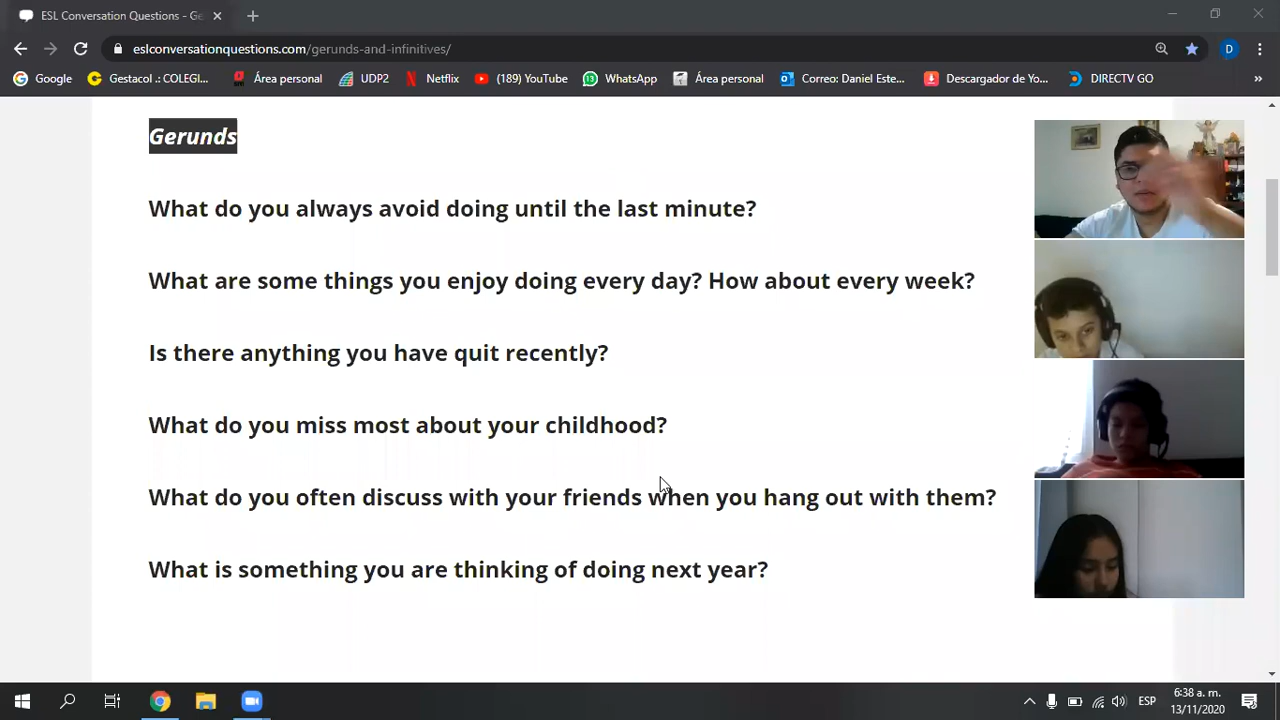 ESL Conversation Questions - Ge
eslconversationquestions.com/gerunds-and-infinitives/
D
Google
Gestacol .: COLEGI...
Área personal
UDP2
Netflix
(189) YouTube
13
WhatsApp
Área personal
Correo: Daniel Este...
Descargador de Yo...
DIRECTV GO
»
Gerunds
What do you always avoid doing until the last minute?
What are some things you enjoy doing every day? How about every week?
Is there anything you have quit recently?
What do you miss most about your childhood?
What do you often discuss with your friends when you hang out with them?
What is something you are thinking of doing next year?
ESP
6:38 a. m.
13/11/2020